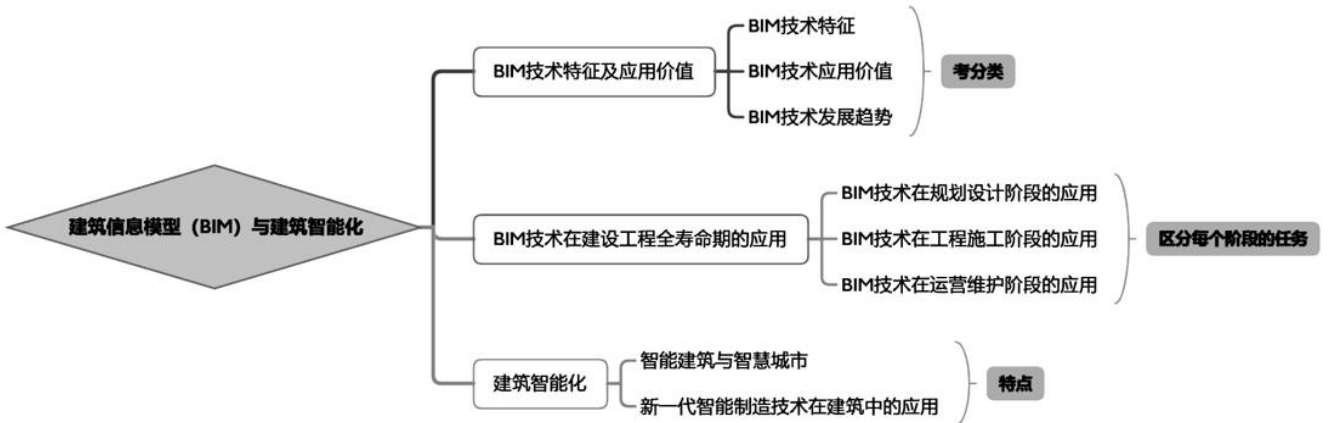 建筑信息模型（BIM）与建筑智能化
BIM技术特征及应用价值
BIM技术特征
BIM技术应用价值
BIM技术发展趋势
考分类
BIM技术在建设工程全寿命期的应用
BIM技术在规划设计阶段的应用
BIM技术在工程施工阶段的应用
BIM技术在运营维护阶段的应用
区分每个阶段的任务
建筑智能化
智能建筑与智慧城市
新一代智能制造技术在建筑中的应用
特点